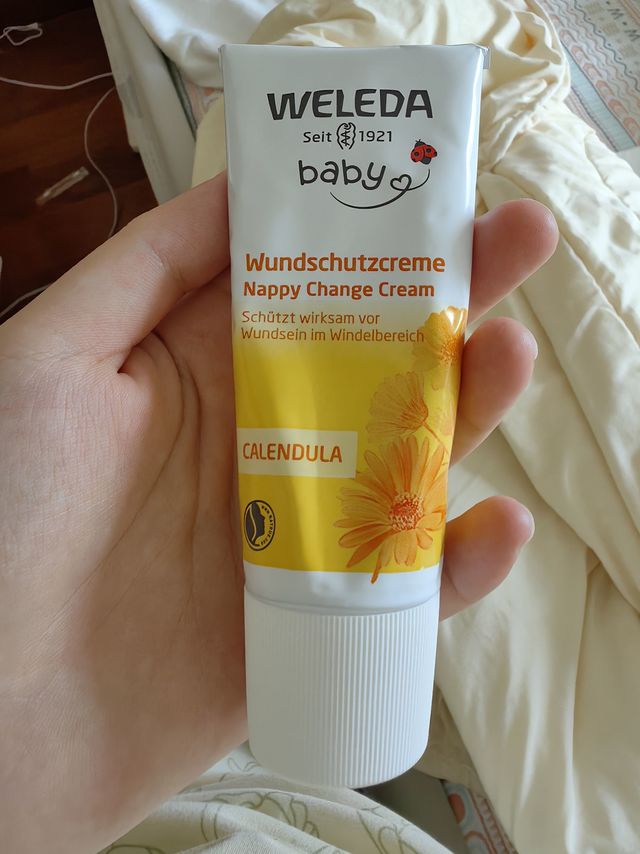 WELEDA
Seit 1921
baby
Wundschutzcreme
Nappy Change Cream
Schützt wirksam vor
Wundsein im Windelbereich
CALENDULA